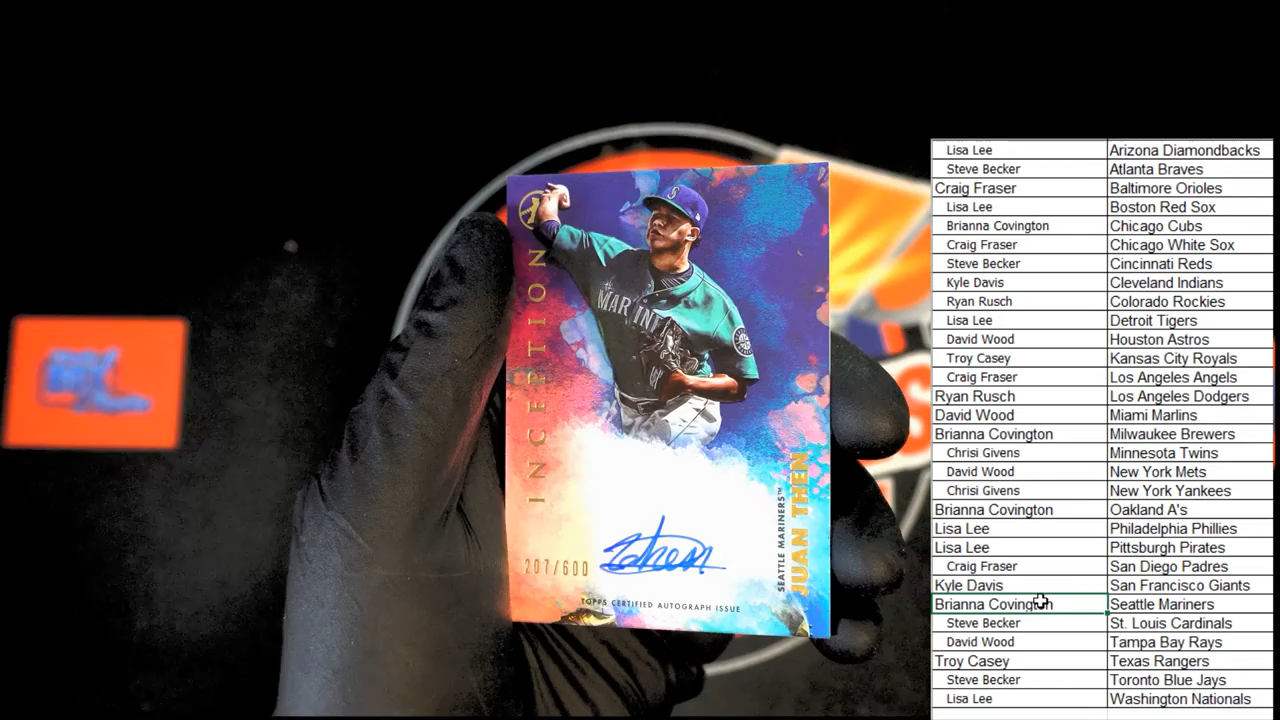 INCEPTION
MARIN
SEATTLE MARINERS™
JUAN THEN
207/600
TOPPS CERTIFIED AUTOGRAPH ISSUE
Lisa Lee Arizona Diamondbacks
Steve Becker Atlanta Braves
Craig Fraser Baltimore Orioles
Lisa Lee Boston Red Sox
Brianna Covington Chicago Cubs
Craig Fraser Chicago White Sox
Steve Becker Cincinnati Reds
Kyle Davis Cleveland Indians
Ryan Rusch Colorado Rockies
Lisa Lee Detroit Tigers
David Wood Houston Astros
Troy Casey Kansas City Royals
Craig Fraser Los Angeles Angels
Ryan Rusch Los Angeles Dodgers
David Wood Miami Marlins
Brianna Covington Milwaukee Brewers
Chrisi Givens Minnesota Twins
David Wood New York Mets
Chrisi Givens New York Yankees
Brianna Covington Oakland A's
Lisa Lee Philadelphia Phillies
Lisa Lee Pittsburgh Pirates
Craig Fraser San Diego Padres
Kyle Davis San Francisco Giants
Brianna Covington Seattle Mariners
Steve Becker St. Louis Cardinals
David Wood Tampa Bay Rays
Troy Casey Texas Rangers
Steve Becker Toronto Blue Jays
Lisa Lee Washington Nationals